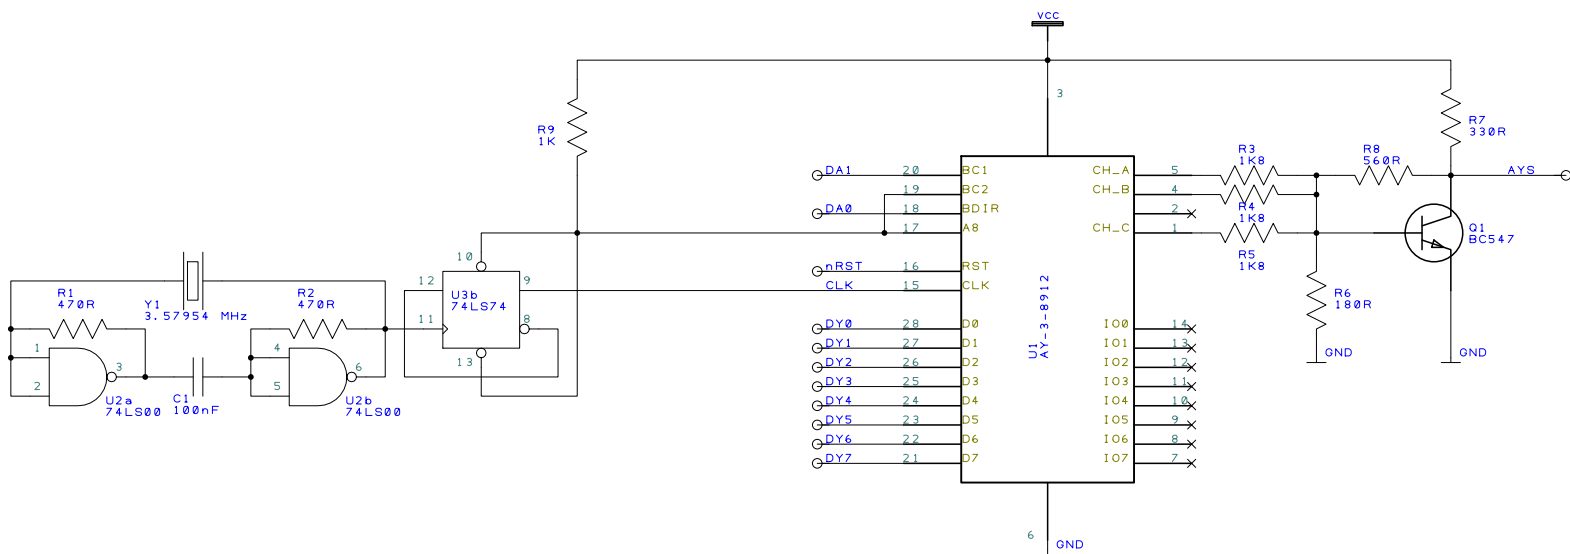 VCC
3
R9
1K
R7
330R
R3
1K8
R8
560R
DA1
20
BC1
CH_A
5
AYS
19
BC2
CH_B
4
DA0
18
BDIR
2
R4
1K8
17
A8
CH_C
1
Q1
BC547
R5
1K8
10
nRST
16
RST
12
9
CLK
15
CLK
U3b
74LS74
R1
470R
Y1
3.57954 MHz
R2
470R
R6
180R
11
8
U1
AY-3-8912
DY0
28
D0
IO0
14
DY1
27
D1
IO1
13
1
4
GND
GND
13
DY2
26
D2
IO2
12
3
6
2
5
DY3
25
D3
IO3
11
U2a
74LS00
C1
100nF
U2b
74LS00
DY4
24
D4
IO4
10
DY5
23
D5
IO5
9
DY6
22
D6
IO6
8
DY7
21
D7
IO7
7
6
GND